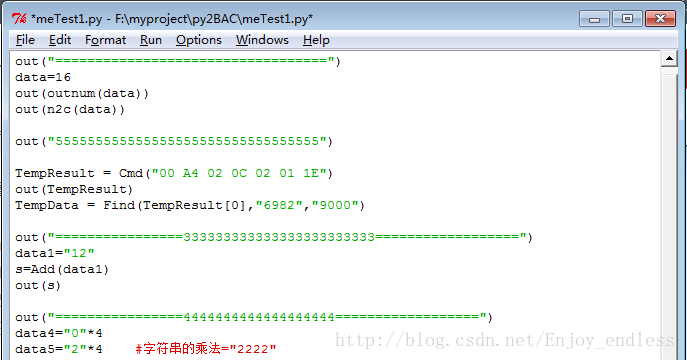 *meTest1.py - F:\myproject\py2BAC\meTest1.py*
File Edit Format Run Options Windows Help
out("==================================")
data=16
out(outnum(data))
out(n2c(data))
out("555555555555555555555555555555555")
TempResult = Cmd("00 A4 02 0C 02 01 1E")
out(TempResult)
TempData = Find(TempResult[0],"6982","9000")
out("================333333333333333333333333==================")
data1="12"
s=Add(data1)
out(s)
out("================4444444444444444444==================")
data4="0"*4
data5="2"*4    #字符串的乘法="2222"
http://blog.csdn.net/Enjoy_endless